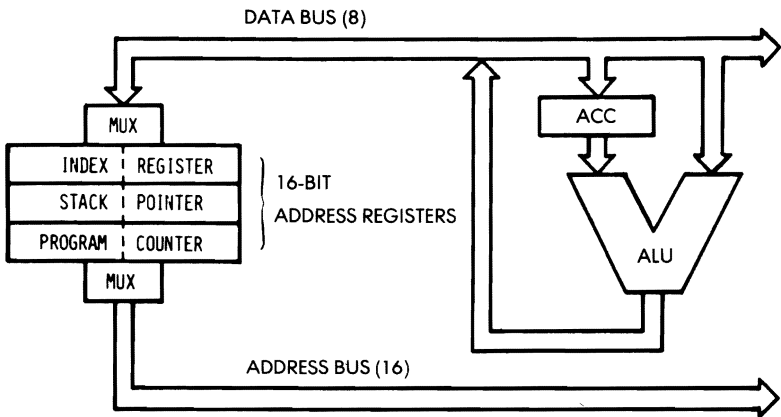 DATA BUS (8)
MUX
INDEX REGISTER
STACK POINTER
PROGRAM COUNTER
MUX
16-BIT
ADDRESS REGISTERS
ACC
ALU
ADDRESS BUS (16)